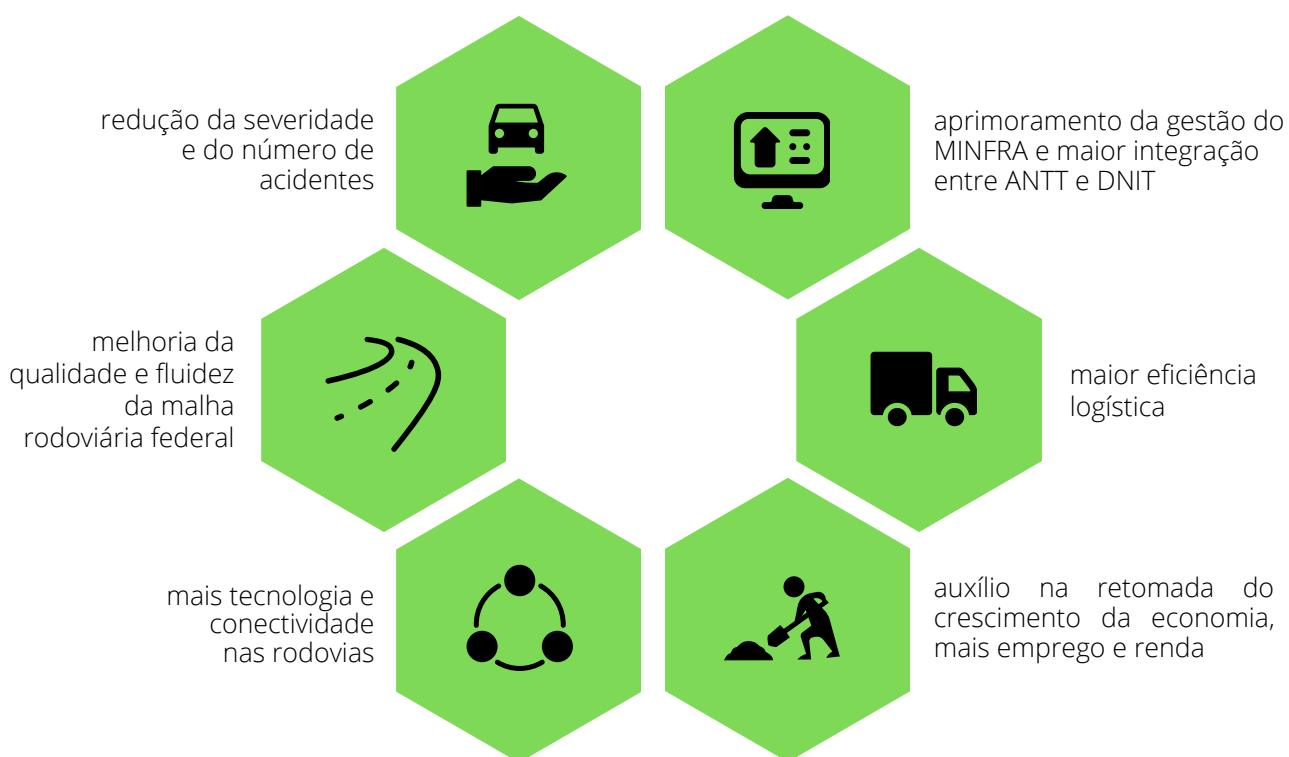 redução da severidade
e do número de
acidentes
aprimoramento da gestão do
MINFRA e maior integração
entre ANTT e DNIT
melhoria da
qualidade e fluidez
da malha
rodoviária federal
maior eficiência
logística
mais tecnologia e
conectividade
nas rodovias
auxílio na retomada do
crescimento da economia,
mais emprego e renda